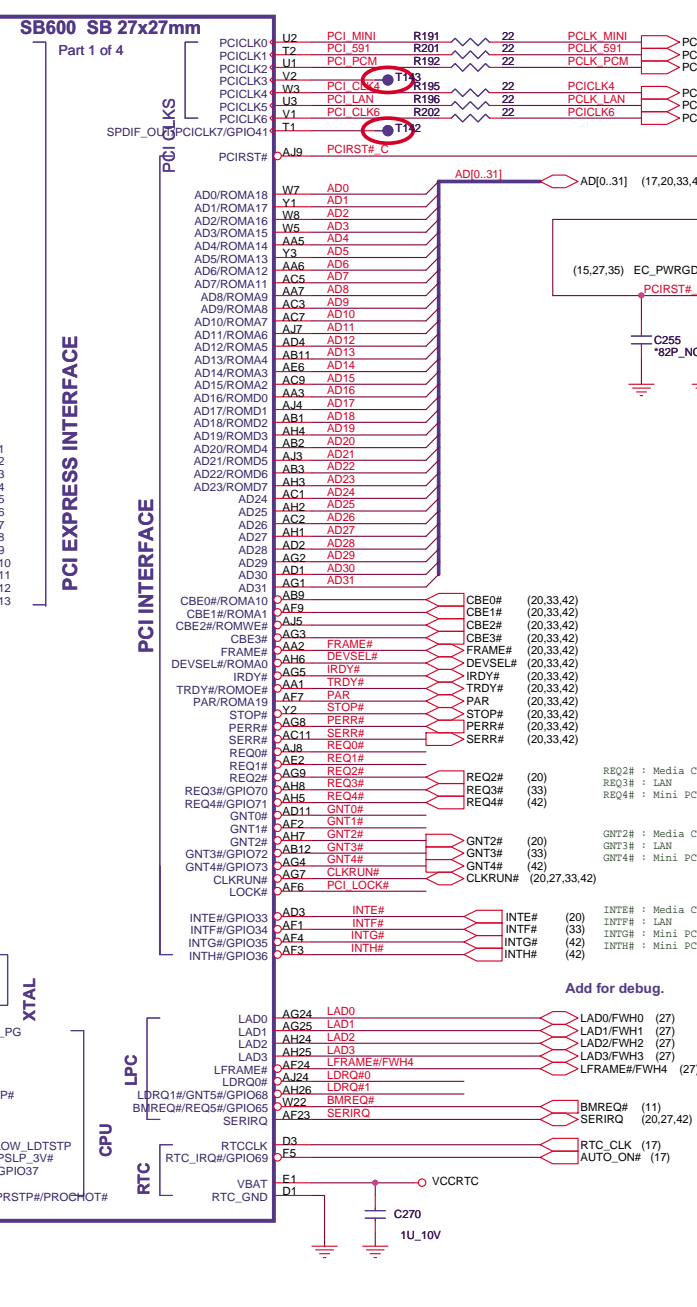 SB600 SB 27x27mm
Part 1 of 4
PCI CLKS
PCI EXPRESS INTERFACE
PCI INTERFACE
XTAL
CPU
LPC
RTC
PCICLK0 U2 PCI_MINI R191 22 PCLK_MINI PC
PCICLK1 T2 PCI_591 R201 22 PCLK_591 PC
PCICLK2 U1 PCI_PCM R192 22 PCLK_PCM PC
PCICLK3 V2 T143
PCICLK4 W3 PCI_CLK4 R195 22 PCICLK4 PC
PCICLK5 U3 PCI_LAN R196 22 PCLK_LAN PC
PCICLK6 V1 PCI_CLK6 R202 22 PCICLK6 PC
SPDIF_OUT/PCICLK7/GPIO41 T1 T142
PCIRST# AJ9 PCIRST#_C
AD[0..31] AD[0..31] (17,20,33,4
AD0/ROMA18 W7 AD0
AD1/ROMA17 Y1 AD1
AD2/ROMA16 W8 AD2
AD3/ROMA15 W5 AD3
AD4/ROMA14 AA5 AD4
AD5/ROMA13 Y3 AD5
AD6/ROMA12 AA6 AD6
AD7/ROMA11 AC5 AD7
AD8/ROMA9 AA7 AD8
AD9/ROMA8 AC3 AD9
AD10/ROMA7 AC7 AD10
AD11/ROMA6 AJ7 AD11
AD12/ROMA5 AD4 AD12
AD13/ROMA4 AB11 AD13
AD14/ROMA3 AE6 AD14
AD15/ROMA2 AC9 AD15
AD16/ROMD0 AA3 AD16
AD17/ROMD1 AJ4 AD17
AD18/ROMD2 AB1 AD18
AD19/ROMD3 AH4 AD19
AD20/ROMD4 AB2 AD20
AD21/ROMD5 AJ3 AD21
AD22/ROMD6 AB3 AD22
AD23/ROMD7 AH3 AD23
AD24 AC1 AD24
AD25 AH2 AD25
AD26 AC2 AD26
AD27 AH1 AD27
AD28 AD2 AD28
AD29 AG2 AD29
AD30 AD1 AD30
AD31 AG1 AD31
(15,27,35) EC_PWRGD
PCIRST#_
C255
*82P_NC
CBE0#/ROMA10 AB9 CBE0# (20,33,42)
CBE1#/ROMA1 AF9 CBE1# (20,33,42)
CBE2#/ROMWE# AJ5 CBE2# (20,33,42)
CBE3# AG3 CBE3# (20,33,42)
FRAME# AA2 FRAME# FRAME# (20,33,42)
DEVSEL#/ROMA0 AH6 DEVSEL# DEVSEL# (20,33,42)
IRDY# AG5 IRDY# IRDY# (20,33,42)
TRDY#/ROMOE# AA1 TRDY# TRDY# (20,33,42)
PAR/ROMA19 AF7 PAR PAR (20,33,42)
STOP# Y2 STOP# STOP# (20,33,42)
PERR# AG8 PERR# PERR# (20,33,42)
SERR# AC11 SERR# SERR# (20,33,42)
REQ0# AJ8 REQ0#
REQ1# AE2 REQ1#
REQ2# AG9 REQ2# REQ2# (20) REQ2# : Media C
REQ3#/GPIO70 AH8 REQ3# REQ3# (33) REQ3# : LAN
REQ4#/GPIO71 AH5 REQ4# REQ4# (42) REQ4# : Mini PC
GNT0# AD11 GNT0#
GNT1# AF2 GNT1#
GNT2# AH7 GNT2# GNT2# (20) GNT2# : Media C
GNT3#/GPIO72 AB12 GNT3# GNT3# (33) GNT3# : LAN
GNT4#/GPIO73 AG4 GNT4# GNT4# (42) GNT4# : Mini PC
CLKRUN# AG7 CLKRUN# CLKRUN# (20,27,33,42)
LOCK# AF6 PCI_LOCK#
INTE#/GPIO33 AD3 INTE# INTE# (20) INTE# : Media C
INTF#/GPIO34 AF1 INTF# INTF# (33) INTF# : LAN
INTG#/GPIO35 AF4 INTG# INTG# (42) INTG# : Mini PC
INTH#/GPIO36 AF3 INTH# INTH# (42) INTH# : Mini PC
Add for debug.
LAD0 AG24 LAD0 LAD0/FWH0 (27)
LAD1 AG25 LAD1 LAD1/FWH1 (27)
LAD2 AH24 LAD2 LAD2/FWH2 (27)
LAD3 AH25 LAD3 LAD3/FWH3 (27)
LFRAME# AF24 LFRAME#/FWH4 LFRAME#/FWH4 (27)
LDRQ0# AJ24 LDRQ#0
LDRQ1#/GNT5#/GPIO68 AH26 LDRQ#1
BMREQ#/REQ5#/GPIO65 W22 BMREQ# BMREQ# (11)
SERIRQ AF23 SERIRQ SERIRQ (20,27,42)
RTCCLK D3 RTC_CLK (17)
RTC_IRQ#/GPIO69 F5 AUTO_ON# (17)
VBAT E1 VCCRTC
RTC_GND D1
C270
1U_10V
1
2
3
4
5
6
7
8
9
10
11
12
13
_PG
P#
OW_LDTSTP
PSLP_3V#
GPIO37
PRSTP#/PROCHOT#